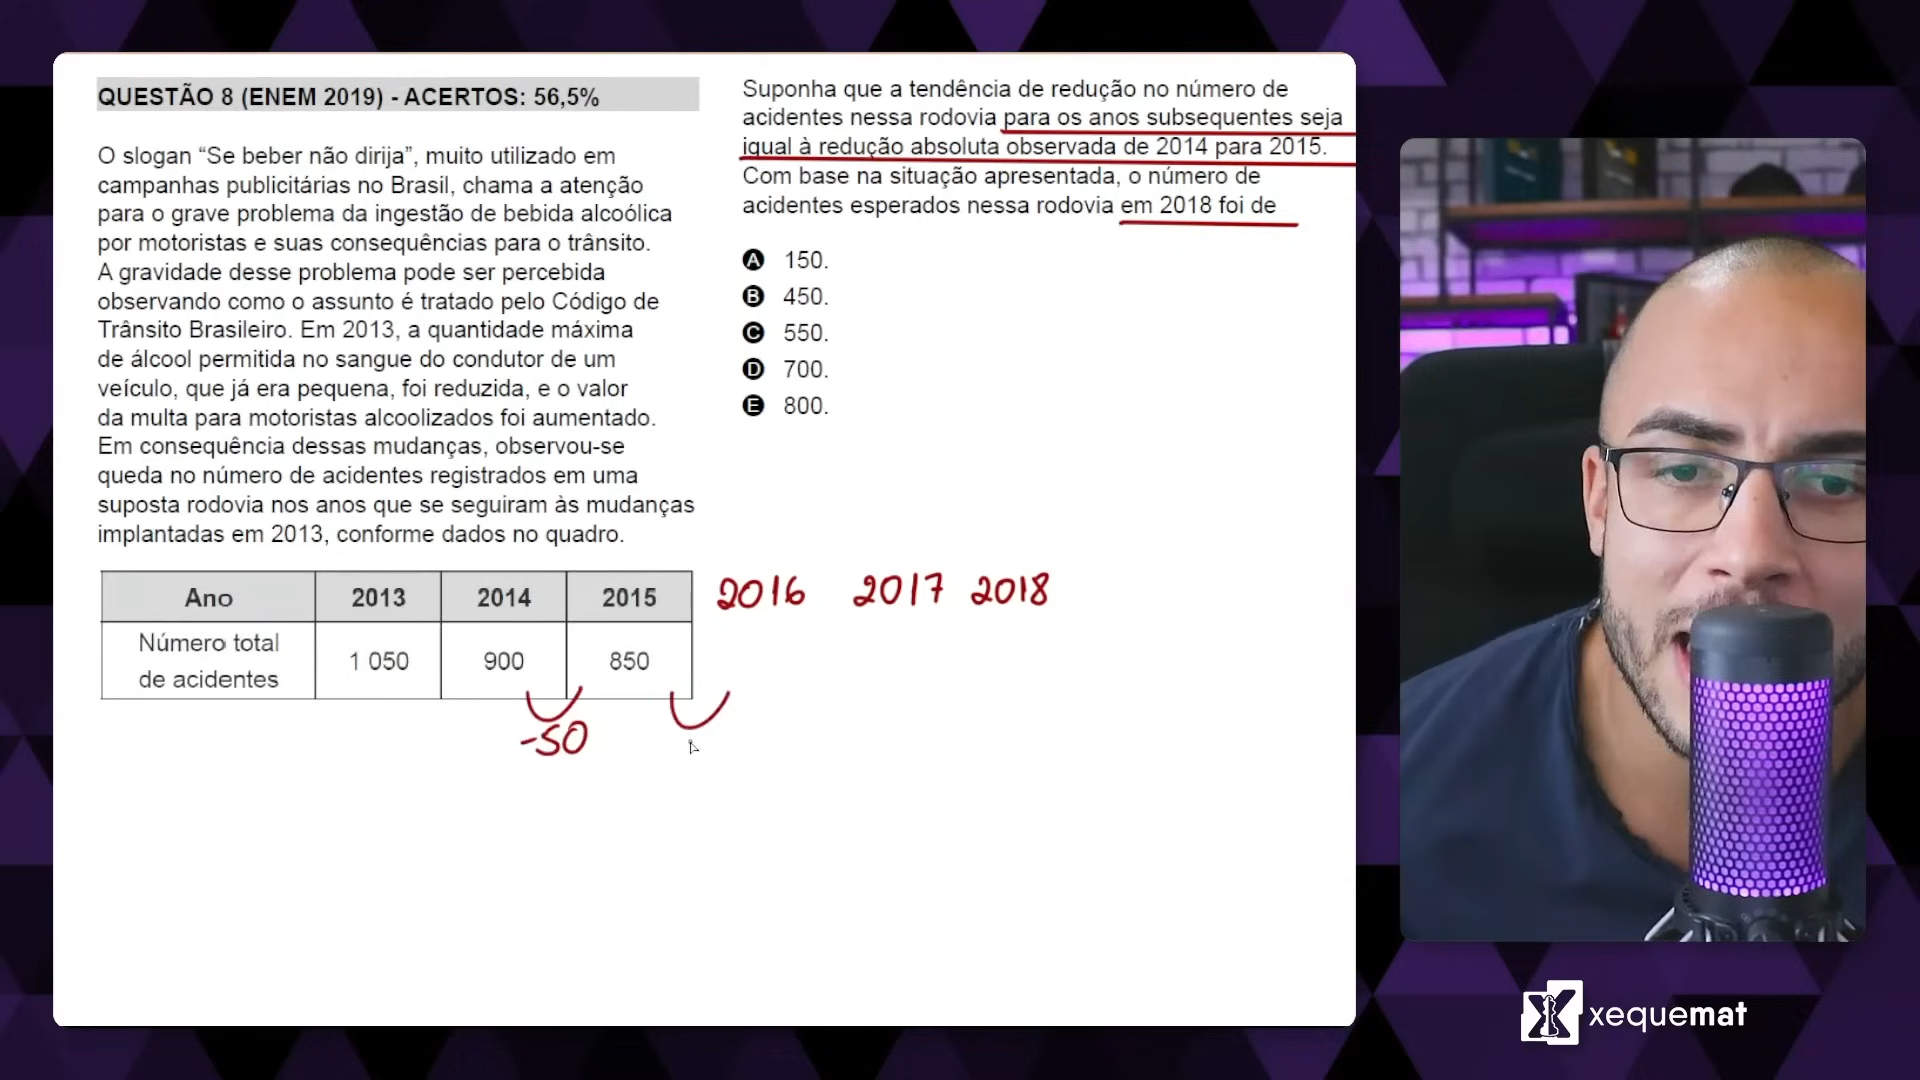 QUESTÃO 8 (ENEM 2019) - ACERTOS: 56,5%
O slogan “Se beber não dirija”, muito utilizado em
campanhas publicitárias no Brasil, chama a atenção
para o grave problema da ingestão de bebida alcoólica
por motoristas e suas consequências para o trânsito.
A gravidade desse problema pode ser percebida
observando como o assunto é tratado pelo Código de
Trânsito Brasileiro. Em 2013, a quantidade máxima
de álcool permitida no sangue do condutor de um
veículo, que já era pequena, foi reduzida, e o valor
da multa para motoristas alcoolizados foi aumentado.
Em consequência dessas mudanças, observou-se
queda no número de acidentes registrados em uma
suposta rodovia nos anos que se seguiram às mudanças
implantadas em 2013, conforme dados no quadro.
Ano 2013 2014 2015 2016 2017 2018
Número total
de acidentes 1 050 900 850
-50
Suponha que a tendência de redução no número de
acidentes nessa rodovia para os anos subsequentes seja
igual à redução absoluta observada de 2014 para 2015.
Com base na situação apresentada, o número de
acidentes esperados nessa rodovia em 2018 foi de
A 150.
B 450.
C 550.
D 700.
E 800.
xequemat